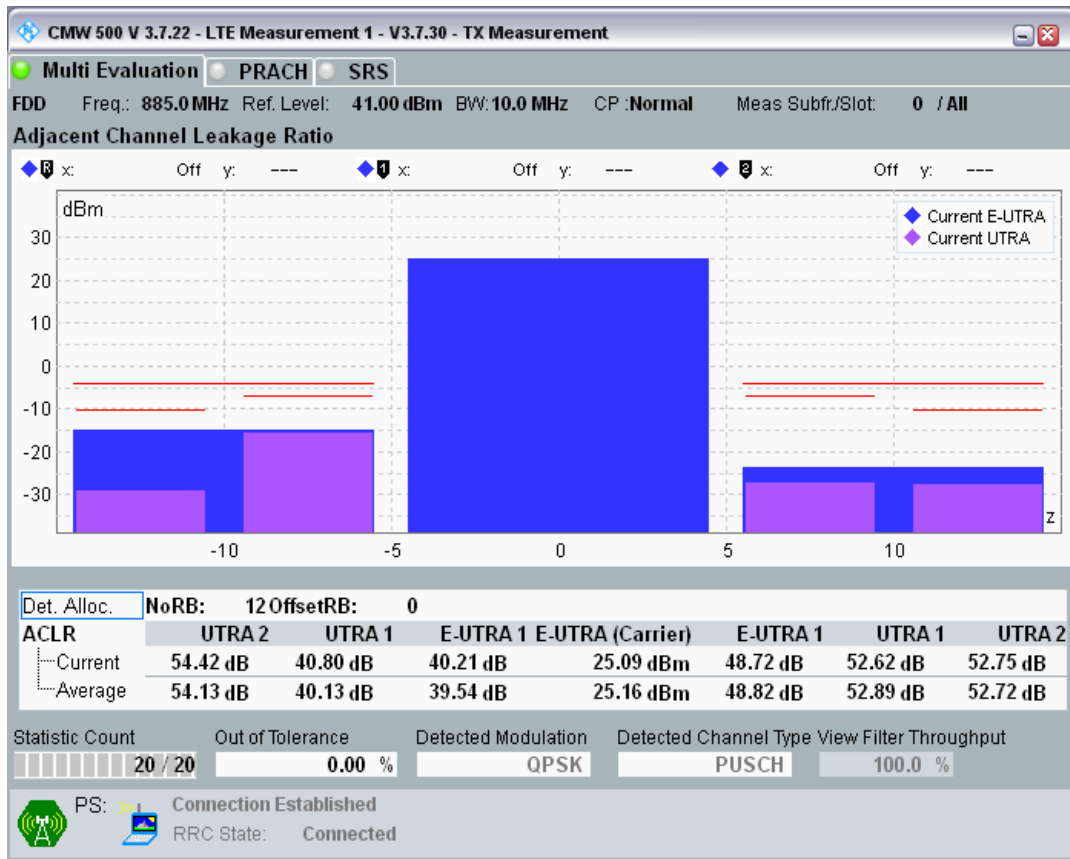 CMW 500 V 3.7.22 - LTE Measurement 1 - V3.7.30 - TX Measurement
Multi Evaluation PRACH SRS
FDD Freq.: 885.0 MHz Ref. Level: 41.00 dBm BW: 10.0 MHz CP :Normal Meas Subfr./Slot: 0 / All
Adjacent Channel Leakage Ratio
R x: Off y: --- 1 x: Off y: --- 2 x: Off y: ---
dBm
Current E-UTRA
Current UTRA
30
20
10
0
-10
-20
-30
z
-10 -5 0 5 10
Det. Alloc. NoRB: 12 OffsetRB: 0
ACLR UTRA 2 UTRA 1 E-UTRA 1 E-UTRA (Carrier) E-UTRA 1 UTRA 1 UTRA 2
Current 54.42 dB 40.80 dB 40.21 dB 25.09 dBm 48.72 dB 52.62 dB 52.75 dB
Average 54.13 dB 40.13 dB 39.54 dB 25.16 dBm 48.82 dB 52.89 dB 52.72 dB
Statistic Count Out of Tolerance Detected Modulation Detected Channel Type View Filter Throughput
20 / 20 0.00 % QPSK PUSCH 100.0 %
PS: Connection Established
RRC State: Connected